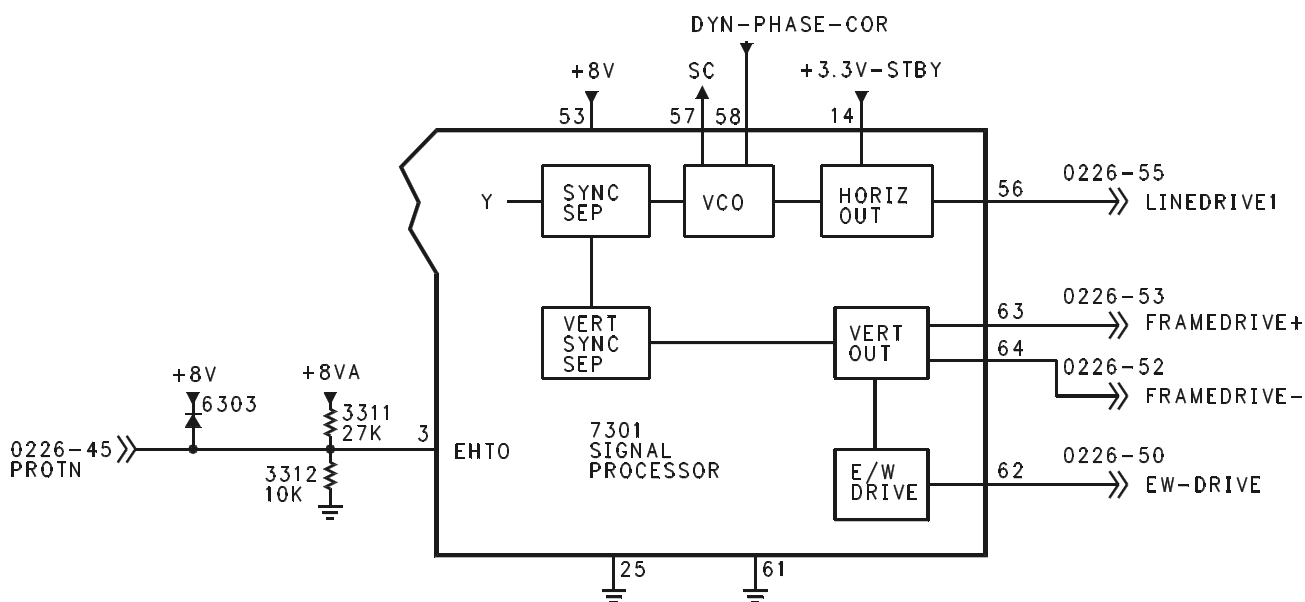 DYN-PHASE-COR
+8V
SC
+3.3V-STBY
53
57
58
14
Y
SYNC
SEP
VCO
HORIZ
OUT
56
0226-55
LINEDRIVE1
VERT
SYNC
SEP
VERT
OUT
63
0226-53
FRAMEDRIVE+
64
0226-52
FRAMEDRIVE-
+8V
6303
+8VA
3311
27K
0226-45
PROTN
3312
10K
3
EHTO
7301
SIGNAL
PROCESSOR
E/W
DRIVE
62
0226-50
EW-DRIVE
25
61